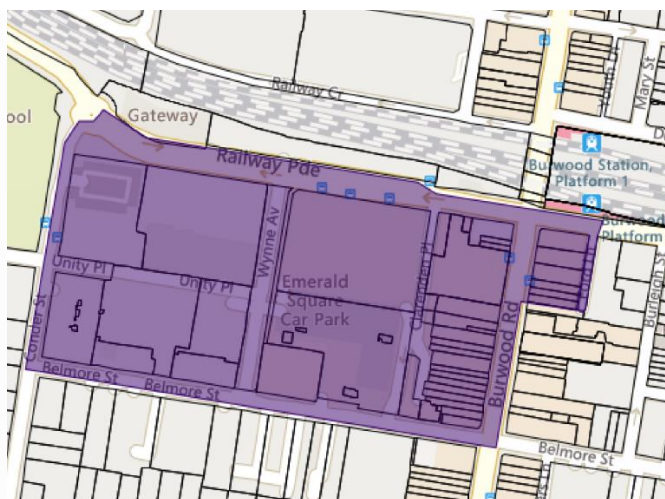 Railway Cr
Mary St
ool
Gateway
D
Railway Pde
Burwood Station,
Platform 1
Burwood
Platform
Wynne Av
Clarendon Pl
Unity Pl
Unity Pl
Emerald
Square
Car Park
Burwood Rd
Burleigh St
Conder St
Belmore St
Belmore St
Belmore St